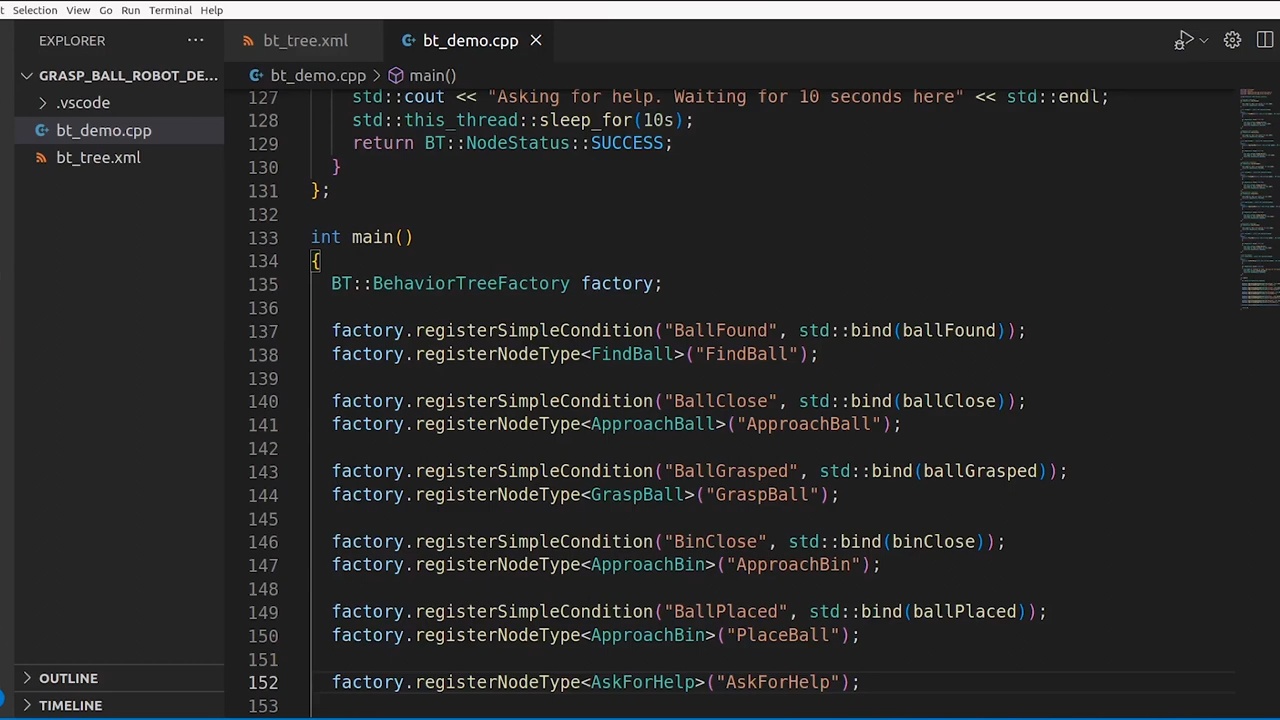 t Selection View Go Run Terminal Help
EXPLORER ···
bt_tree.xml
bt_demo.cpp
GRASP_BALL_ROBOT_DE...
.vscode
bt_demo.cpp
bt_tree.xml
OUTLINE
TIMELINE
bt_demo.cpp > main()
127 std::cout << "Asking for help. Waiting for 10 seconds here" << std::endl;
128 std::this_thread::sleep_for(10s);
129 return BT::NodeStatus::SUCCESS;
130 }
131 };
132
133 int main()
134 {
135 BT::BehaviorTreeFactory factory;
136
137 factory.registerSimpleCondition("BallFound", std::bind(ballFound));
138 factory.registerNodeType<FindBall>("FindBall");
139
140 factory.registerSimpleCondition("BallClose", std::bind(ballClose));
141 factory.registerNodeType<ApproachBall>("ApproachBall");
142
143 factory.registerSimpleCondition("BallGrasped", std::bind(ballGrasped));
144 factory.registerNodeType<GraspBall>("GraspBall");
145
146 factory.registerSimpleCondition("BinClose", std::bind(binClose));
147 factory.registerNodeType<ApproachBin>("ApproachBin");
148
149 factory.registerSimpleCondition("BallPlaced", std::bind(ballPlaced));
150 factory.registerNodeType<ApproachBin>("PlaceBall");
151
152 factory.registerNodeType<AskForHelp>("AskForHelp");
153